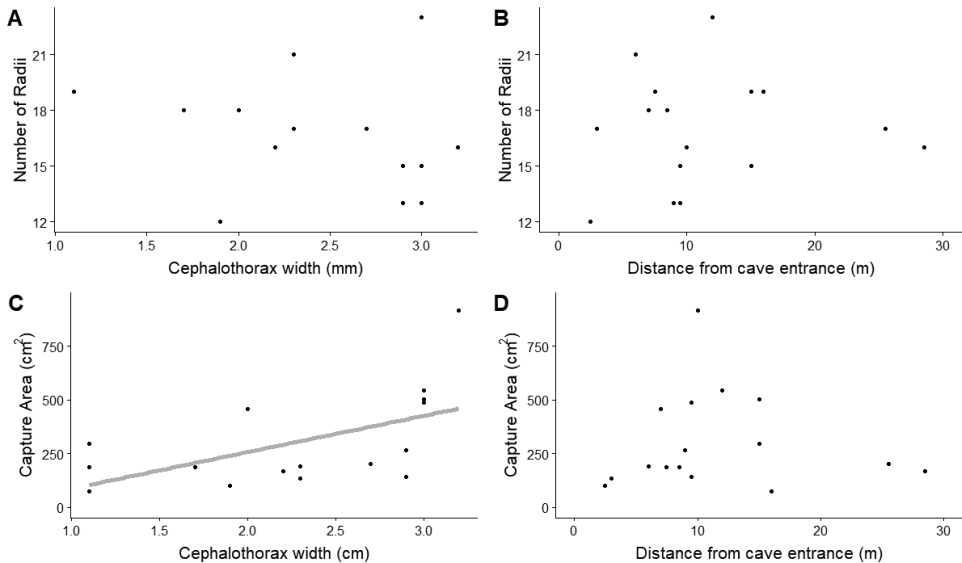 A
Number of Radii
21
18
15
12
1.0
1.5
2.0
2.5
3.0
Cephalothorax width (mm)
B
Number of Radii
21
18
15
12
0
10
20
30
Distance from cave entrance (m)
C
Capture Area (cm²)
750
500
250
0
1.0
1.5
2.0
2.5
3.0
Cephalothorax width (cm)
D
Capture Area (cm²)
750
500
250
0
0
10
20
30
Distance from cave entrance (m)